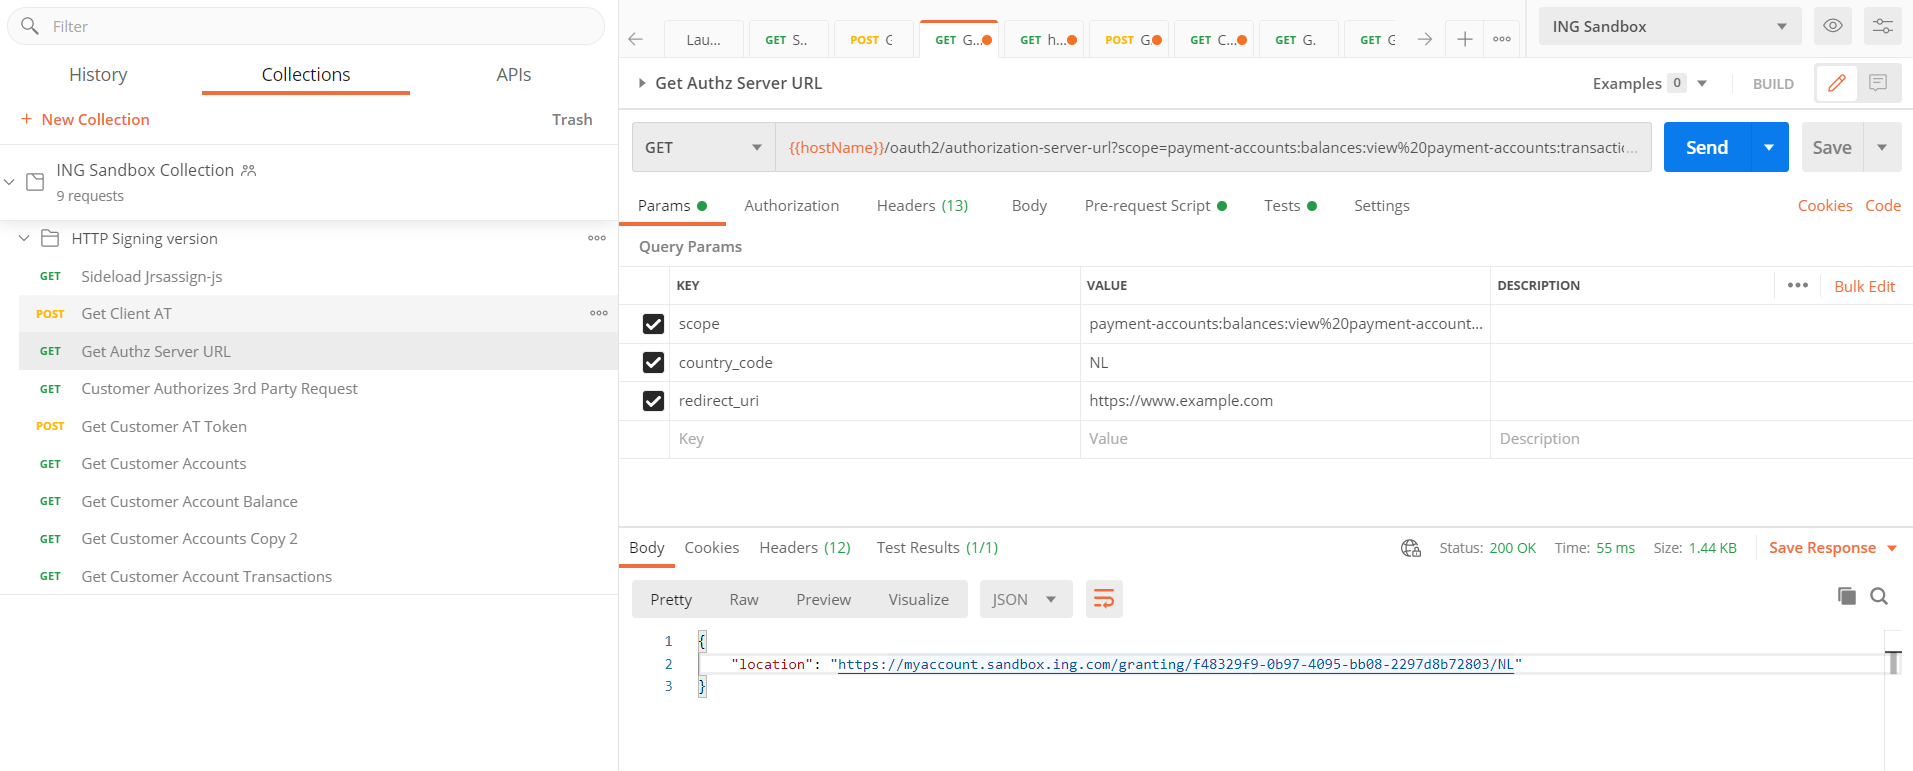 Filter
History Collections APIs
+ New Collection Trash
ING Sandbox Collection
9 requests
HTTP Signing version
GET Sideload Jrsassign-js
POST Get Client AT
GET Get Authz Server URL
GET Customer Authorizes 3rd Party Request
POST Get Customer AT Token
GET Get Customer Accounts
GET Get Customer Account Balance
GET Get Customer Accounts Copy 2
GET Get Customer Account Transactions
Lau... GET S.. POST G GET G... GET h... POST G GET C... GET G. GET G
ING Sandbox
Get Authz Server URL
Examples 0 BUILD
GET {{hostName}}/oauth2/authorization-server-url?scope=payment-accounts:balances:view%20payment-accounts:transactic...
Send Save
Params Authorization Headers (13) Body Pre-request Script Tests Settings Cookies Code
Query Params
KEY VALUE DESCRIPTION ••• Bulk Edit
scope payment-accounts:balances:view%20payment-account...
country_code NL
redirect_uri https://www.example.com
Key Value Description
Body Cookies Headers (12) Test Results (1/1) Status: 200 OK Time: 55 ms Size: 1.44 KB Save Response
Pretty Raw Preview Visualize JSON
1 {
2 "location": "https://myaccount.sandbox.ing.com/granting/f48329f9-0b97-4095-bb08-2297d8b72803/NL"
3 }